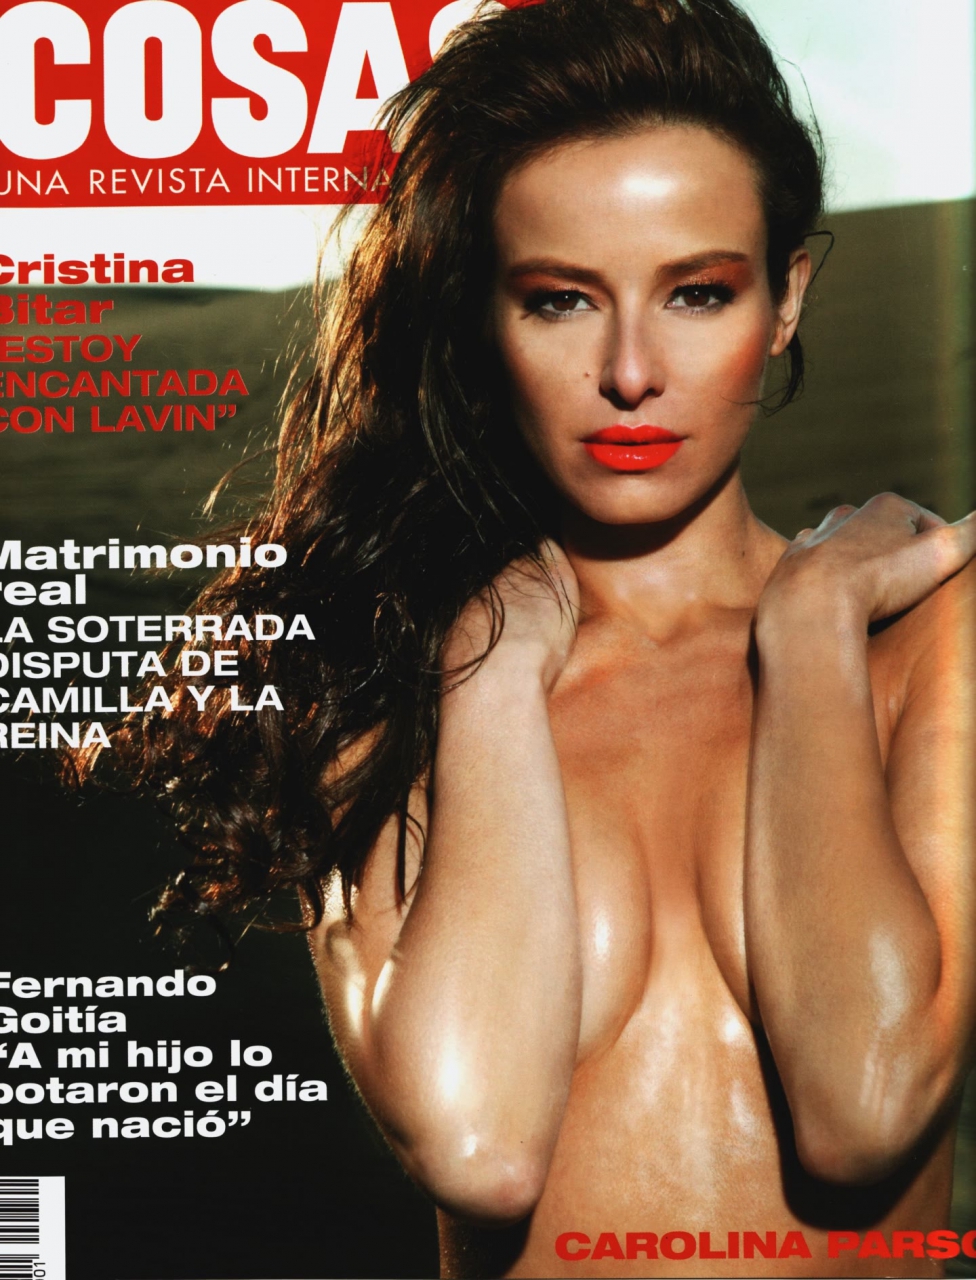 COSAS
UNA REVISTA INTERNA
Cristina
Bitar
"ESTOY
ENCANTADA
CON LAVIN"
Matrimonio
real
LA SOTERRADA
DISPUTA DE
CAMILLA Y LA
REINA
Fernando
Goitía
"A mi hijo lo
botaron el día
que nació"
CAROLINA PARSO
001